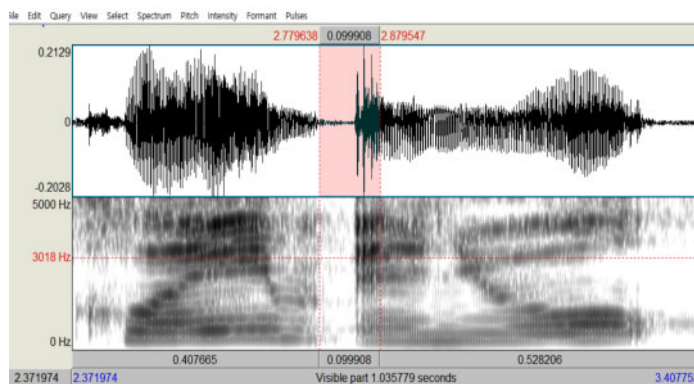 File Edit Query View Select Spectrum Pitch Intensity Formant Pulses
2.779638 0.099908 2.879547
0.2129
0
-0.2028
5000 Hz
3018 Hz
0 Hz
0.407665 0.099908 0.528206
2.371974 2.371974 Visible part 1.035779 seconds 3.40775